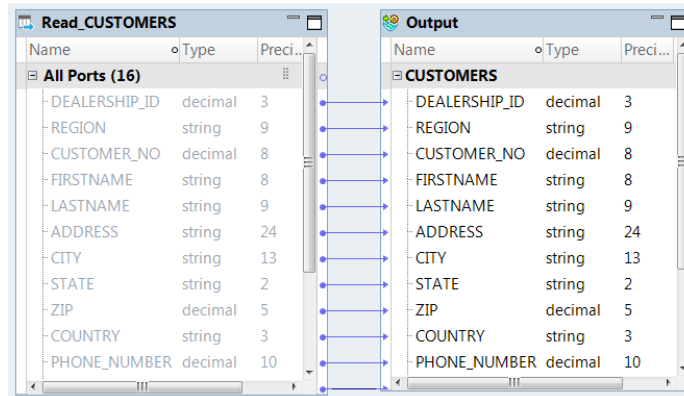 Read_CUSTOMERS
Name Type Preci...
All Ports (16)
DEALERSHIP_ID decimal 3
REGION string 9
CUSTOMER_NO decimal 8
FIRSTNAME string 8
LASTNAME string 9
ADDRESS string 24
CITY string 13
STATE string 2
ZIP decimal 5
COUNTRY string 3
PHONE_NUMBER decimal 10
Output
Name Type Preci...
CUSTOMERS
DEALERSHIP_ID decimal 3
REGION string 9
CUSTOMER_NO decimal 8
FIRSTNAME string 8
LASTNAME string 9
ADDRESS string 24
CITY string 13
STATE string 2
ZIP decimal 5
COUNTRY string 3
PHONE_NUMBER decimal 10